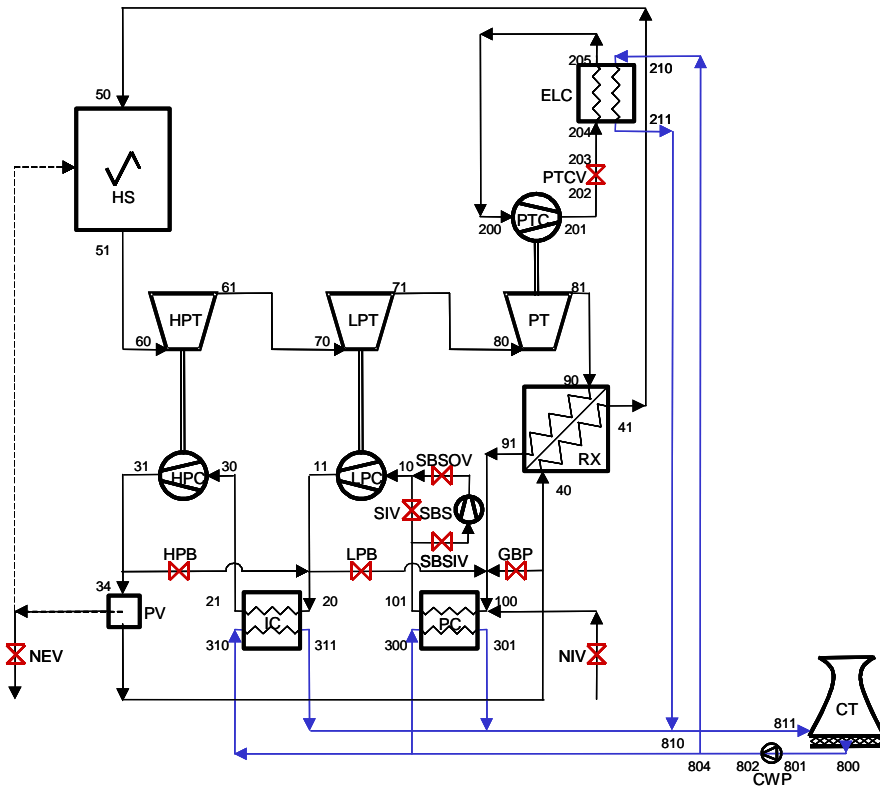 205
210
50
ELC
204
211
203
PTCV
202
HS
PTC
200
201
51
61
71
81
HPT
LPT
PT
60
70
80
90
41
91
RX
40
31
30
11
10
SBSOV
HPC
LPC
SIV
SBS
HPB
LPB
SBSIV
GBP
34
21
20
101
100
PV
IC
PC
310
311
300
301
NEV
NIV
CT
811
810
804
802
801
800
CWP